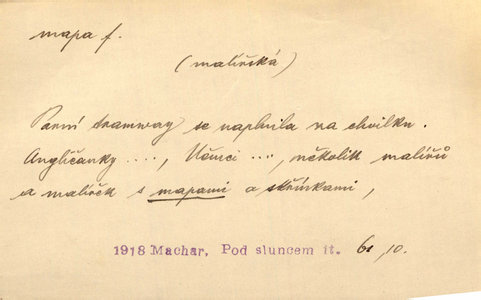 mapa f.
(malířská)
Parní tramway se naplnila na chvilku.
Angličanky ...., Němci ...., několik malířů
a malířek s mapami a skřínkami,
1918 Machar, Pod sluncem it. 61, 10.